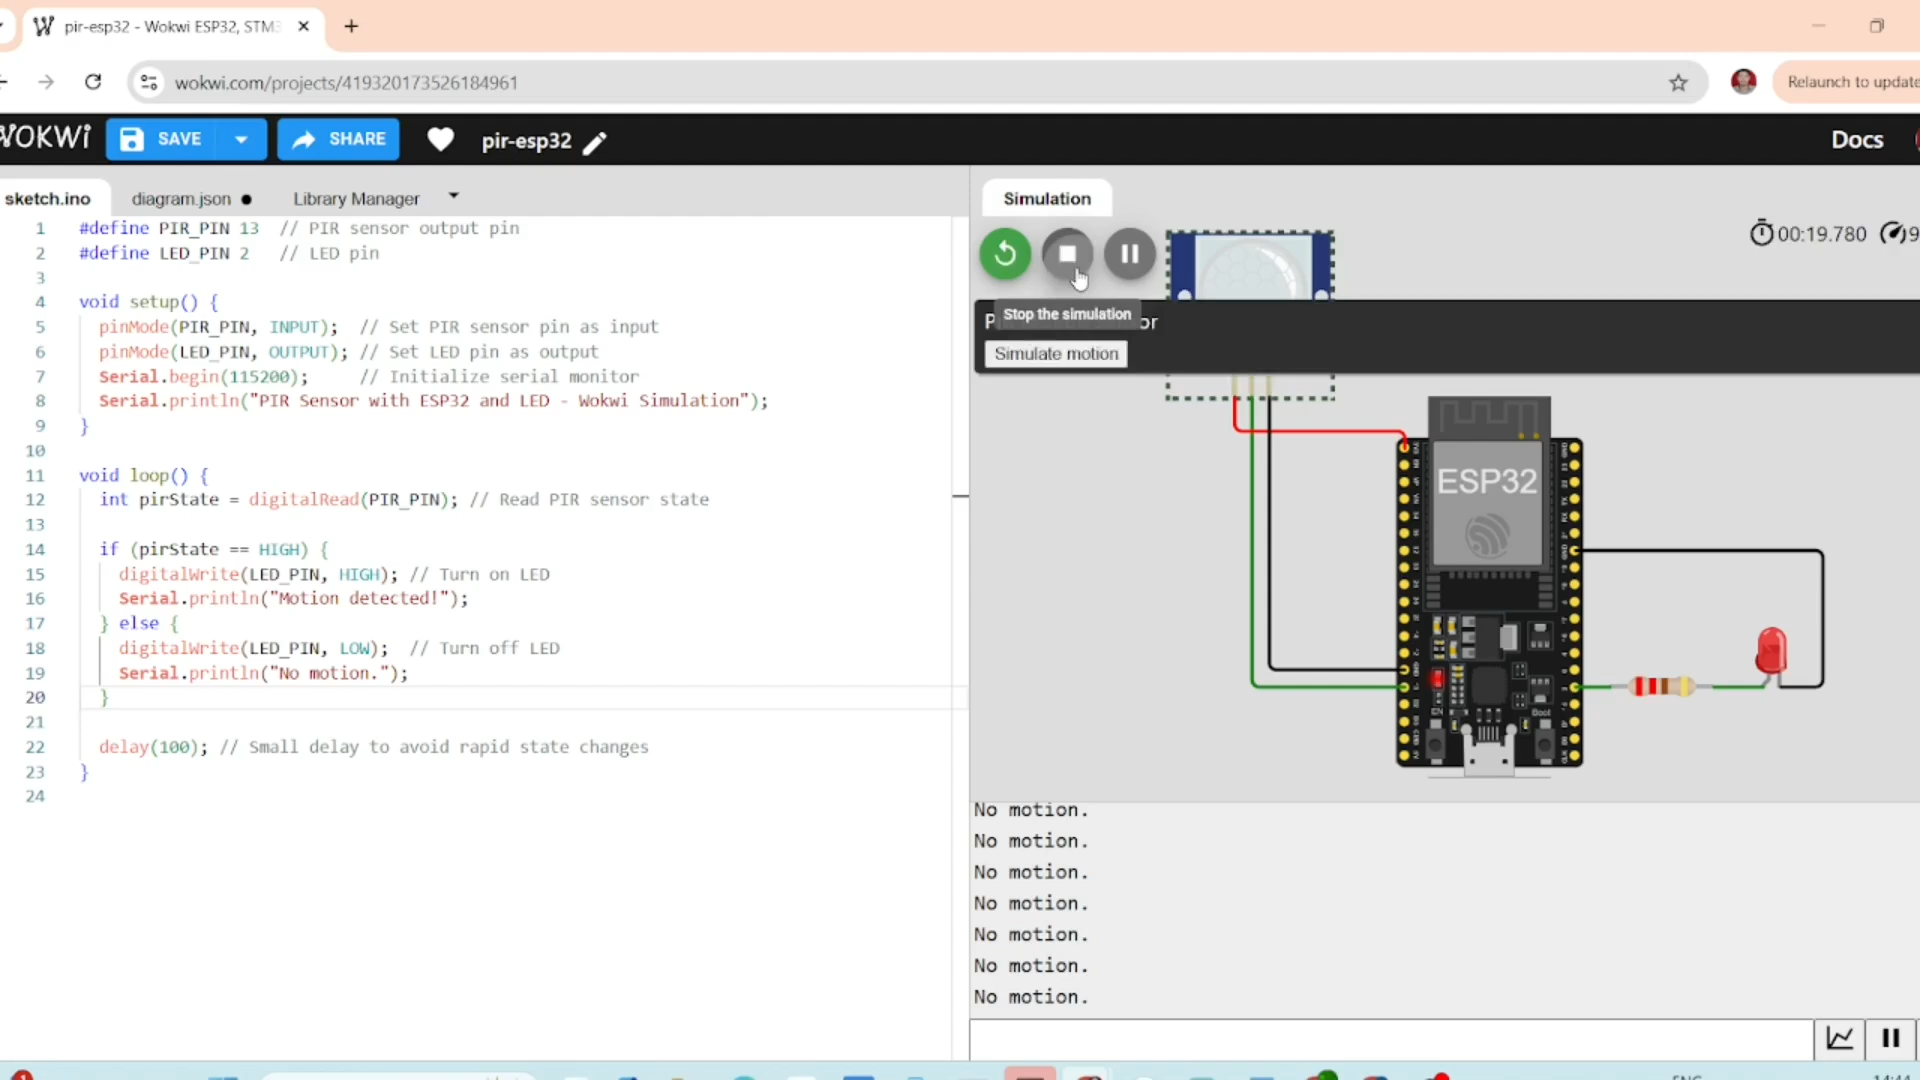 pir-esp32 - Wokwi ESP32, STM3
wokwi.com/projects/419320173526184961
Relaunch to update
WOKWI
SAVE
SHARE
pir-esp32
Docs
sketch.ino
diagram.json
Library Manager
1 #define PIR_PIN 13 // PIR sensor output pin
2 #define LED_PIN 2 // LED pin
3
4 void setup() {
5 pinMode(PIR_PIN, INPUT); // Set PIR sensor pin as input
6 pinMode(LED_PIN, OUTPUT); // Set LED pin as output
7 Serial.begin(115200); // Initialize serial monitor
8 Serial.println("PIR Sensor with ESP32 and LED - Wokwi Simulation");
9 }
10
11 void loop() {
12 int pirState = digitalRead(PIR_PIN); // Read PIR sensor state
13
14 if (pirState == HIGH) {
15 digitalWrite(LED_PIN, HIGH); // Turn on LED
16 Serial.println("Motion detected!");
17 } else {
18 digitalWrite(LED_PIN, LOW); // Turn off LED
19 Serial.println("No motion.");
20 }
21
22 delay(100); // Small delay to avoid rapid state changes
23 }
24
Simulation
00:19.780
9
Stop the simulation
P
or
Simulate motion
ESP32
EN
Boot
No motion.
No motion.
No motion.
No motion.
No motion.
No motion.
No motion.
1